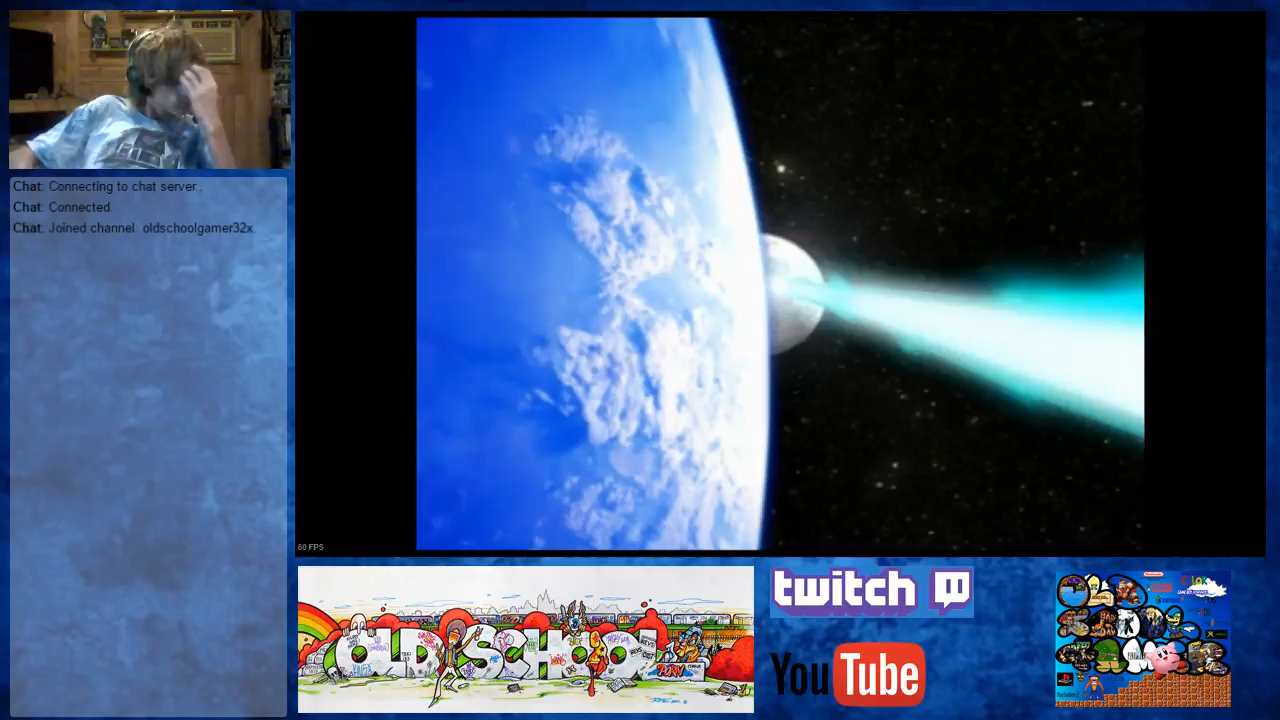 Chat: Connecting to chat server..
Chat: Connected.
Chat: Joined channel: oldschoolgamer32x.
60 FPS
OLDSCHOOL
twitch
YouTube